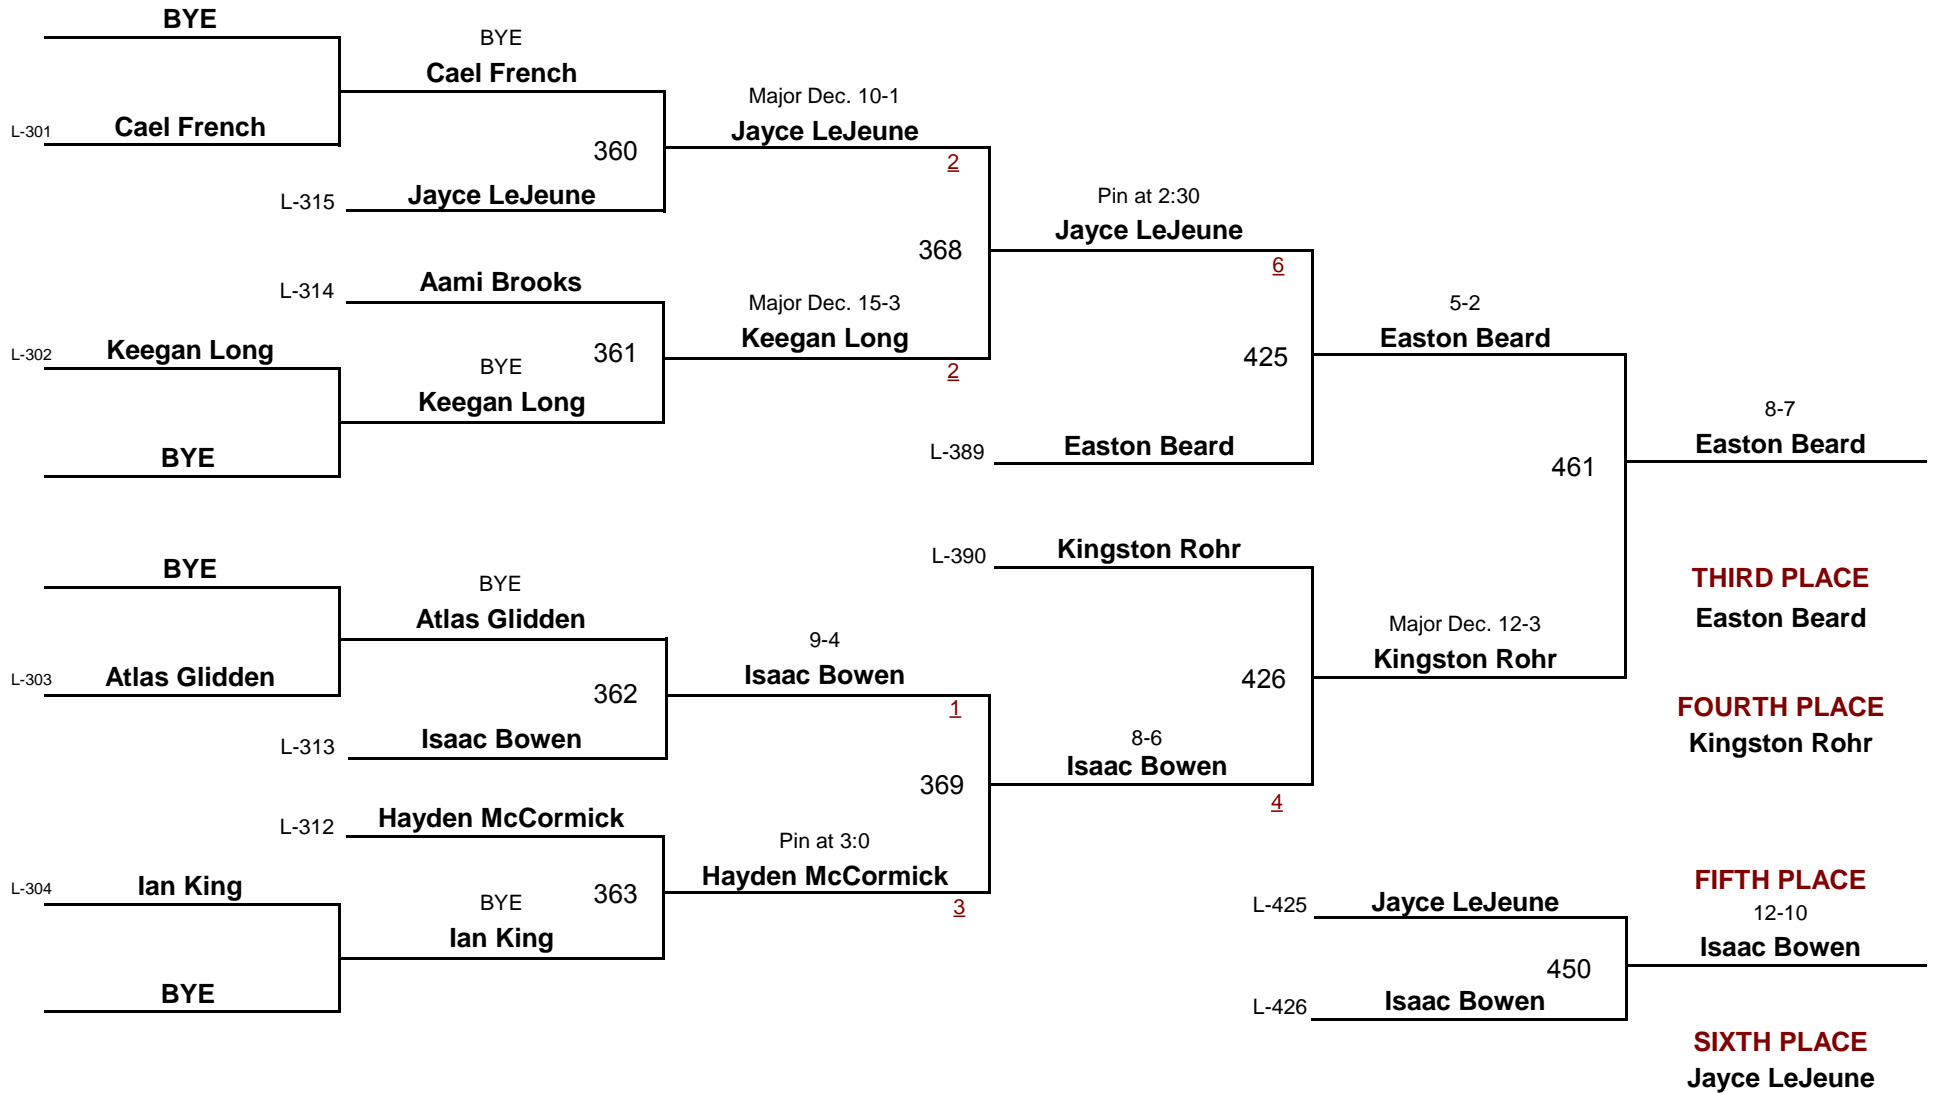 BYE
L-301 Cael French
BYE
Cael French
360
L-315 Jayce LeJeune
L-314 Aami Brooks
L-302 Keegan Long
BYE
361
Keegan Long
BYE
Major Dec. 10-1
Jayce LeJeune
2
368
Major Dec. 15-3
Keegan Long
2
Pin at 2:30
Jayce LeJeune
6
425
L-389 Easton Beard
5-2
Easton Beard
461
8-7
Easton Beard
BYE
L-303 Atlas Glidden
BYE
Atlas Glidden
362
L-313 Isaac Bowen
L-312 Hayden McCormick
L-304 Ian King
BYE
363
Ian King
BYE
9-4
Isaac Bowen
1
369
Pin at 3:0
Hayden McCormick
3
L-390 Kingston Rohr
426
8-6
Isaac Bowen
4
Major Dec. 12-3
Kingston Rohr
THIRD PLACE
Easton Beard
FOURTH PLACE
Kingston Rohr
L-425 Jayce LeJeune
450
L-426 Isaac Bowen
FIFTH PLACE
12-10
Isaac Bowen
SIXTH PLACE
Jayce LeJeune